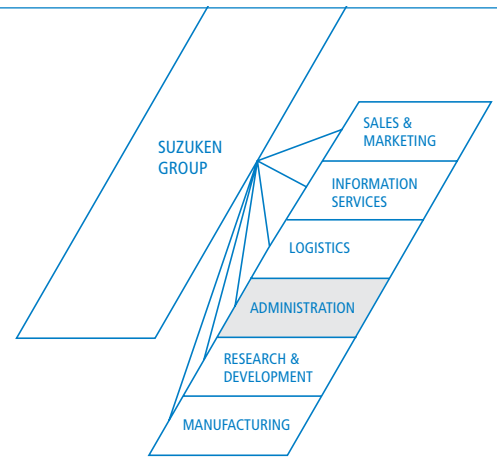 SUZUKEN
GROUP
SALES &
MARKETING
INFORMATION
SERVICES
LOGISTICS
ADMINISTRATION
RESEARCH &
DEVELOPMENT
MANUFACTURING